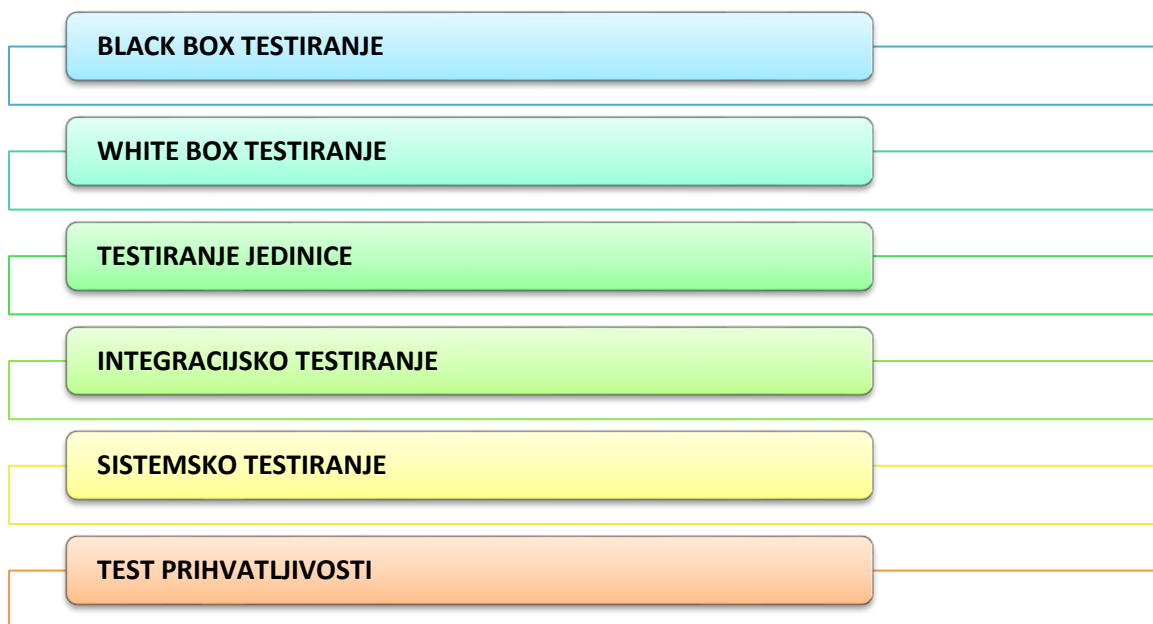 BLACK BOX TESTIRANJE
WHITE BOX TESTIRANJE
TESTIRANJE JEDINICE
INTEGRACIJSKO TESTIRANJE
SISTEMSKO TESTIRANJE
TEST PRIHVATLJIVOSTI